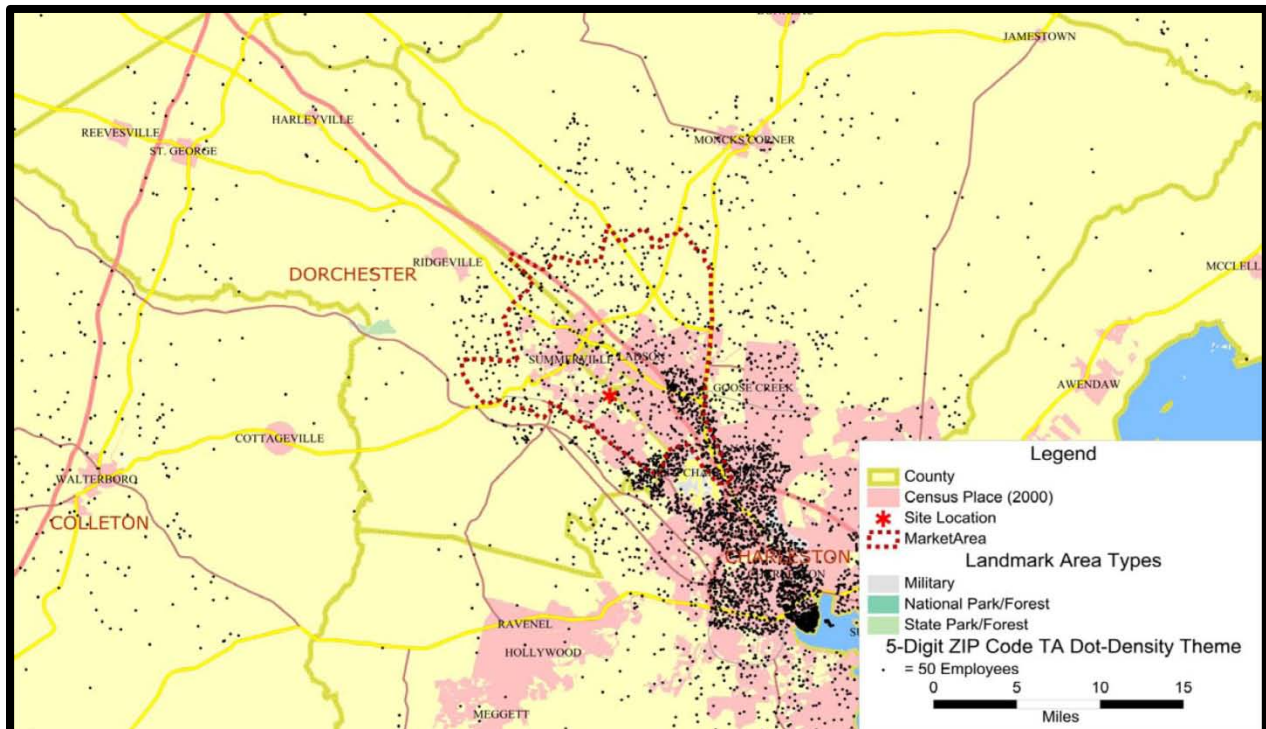 JAMESTOWN
HARLEYVILLE
REEVESVILLE
ST. GEORGE
MONCKS CORNER
RIDGEVILLE
DORCHESTER
MCCLELL
SUMMERVILLE
LADSON
GOOSE CREEK
AWENDAW
COTTAGEVILLE
WALTERBORO
COLLETON
CHARLESTON
RAVENEL
HOLLYWOOD
MEGGETT
Legend
County
Census Place (2000)
Site Location
MarketArea
Landmark Area Types
Military
National Park/Forest
State Park/Forest
5-Digit ZIP Code TA Dot-Density Theme
= 50 Employees
0 5 10 15
Miles